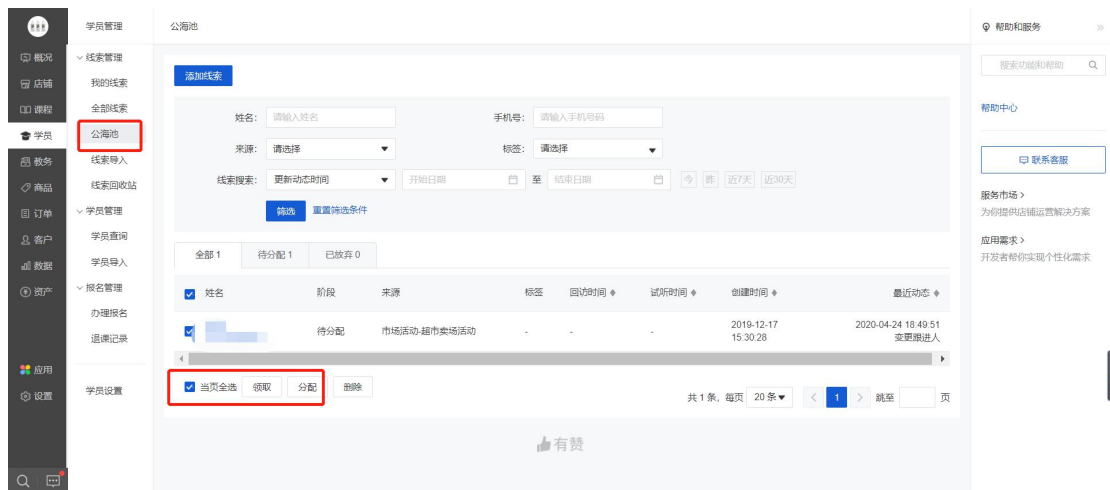 学员管理
公海池
帮助和服务
概况
店铺
课程
学员
教务
商品
订单
客户
数据
资产
应用
设置
线索管理
我的线索
全部线索
公海池
线索导入
线索回收站
学员管理
学员查询
学员导入
报名管理
办理报名
退课记录
学员设置
添加线索
姓名: 请输入姓名 手机号: 请输入手机号码
来源: 请选择 标签: 请选择
线索搜索: 更新动态时间 开始日期 至 结束日期 今 昨 近7天 近30天
筛选 重置筛选条件
全部 1 待分配 1 已放弃 0
姓名 阶段 来源 标签 回访时间 试听时间 创建时间 最近动态
待分配 市场活动-超市卖场活动 - - - 2019-12-17 15:30:28 2020-04-24 18:49:51 变更跟进人
当页全选 领取 分配 删除
共 1 条, 每页 20 条 1 跳至 页
有赞
搜索功能和帮助
帮助中心
联系客服
服务市场
为你提供店铺运营解决方案
应用需求
开发者帮你实现个性化需求